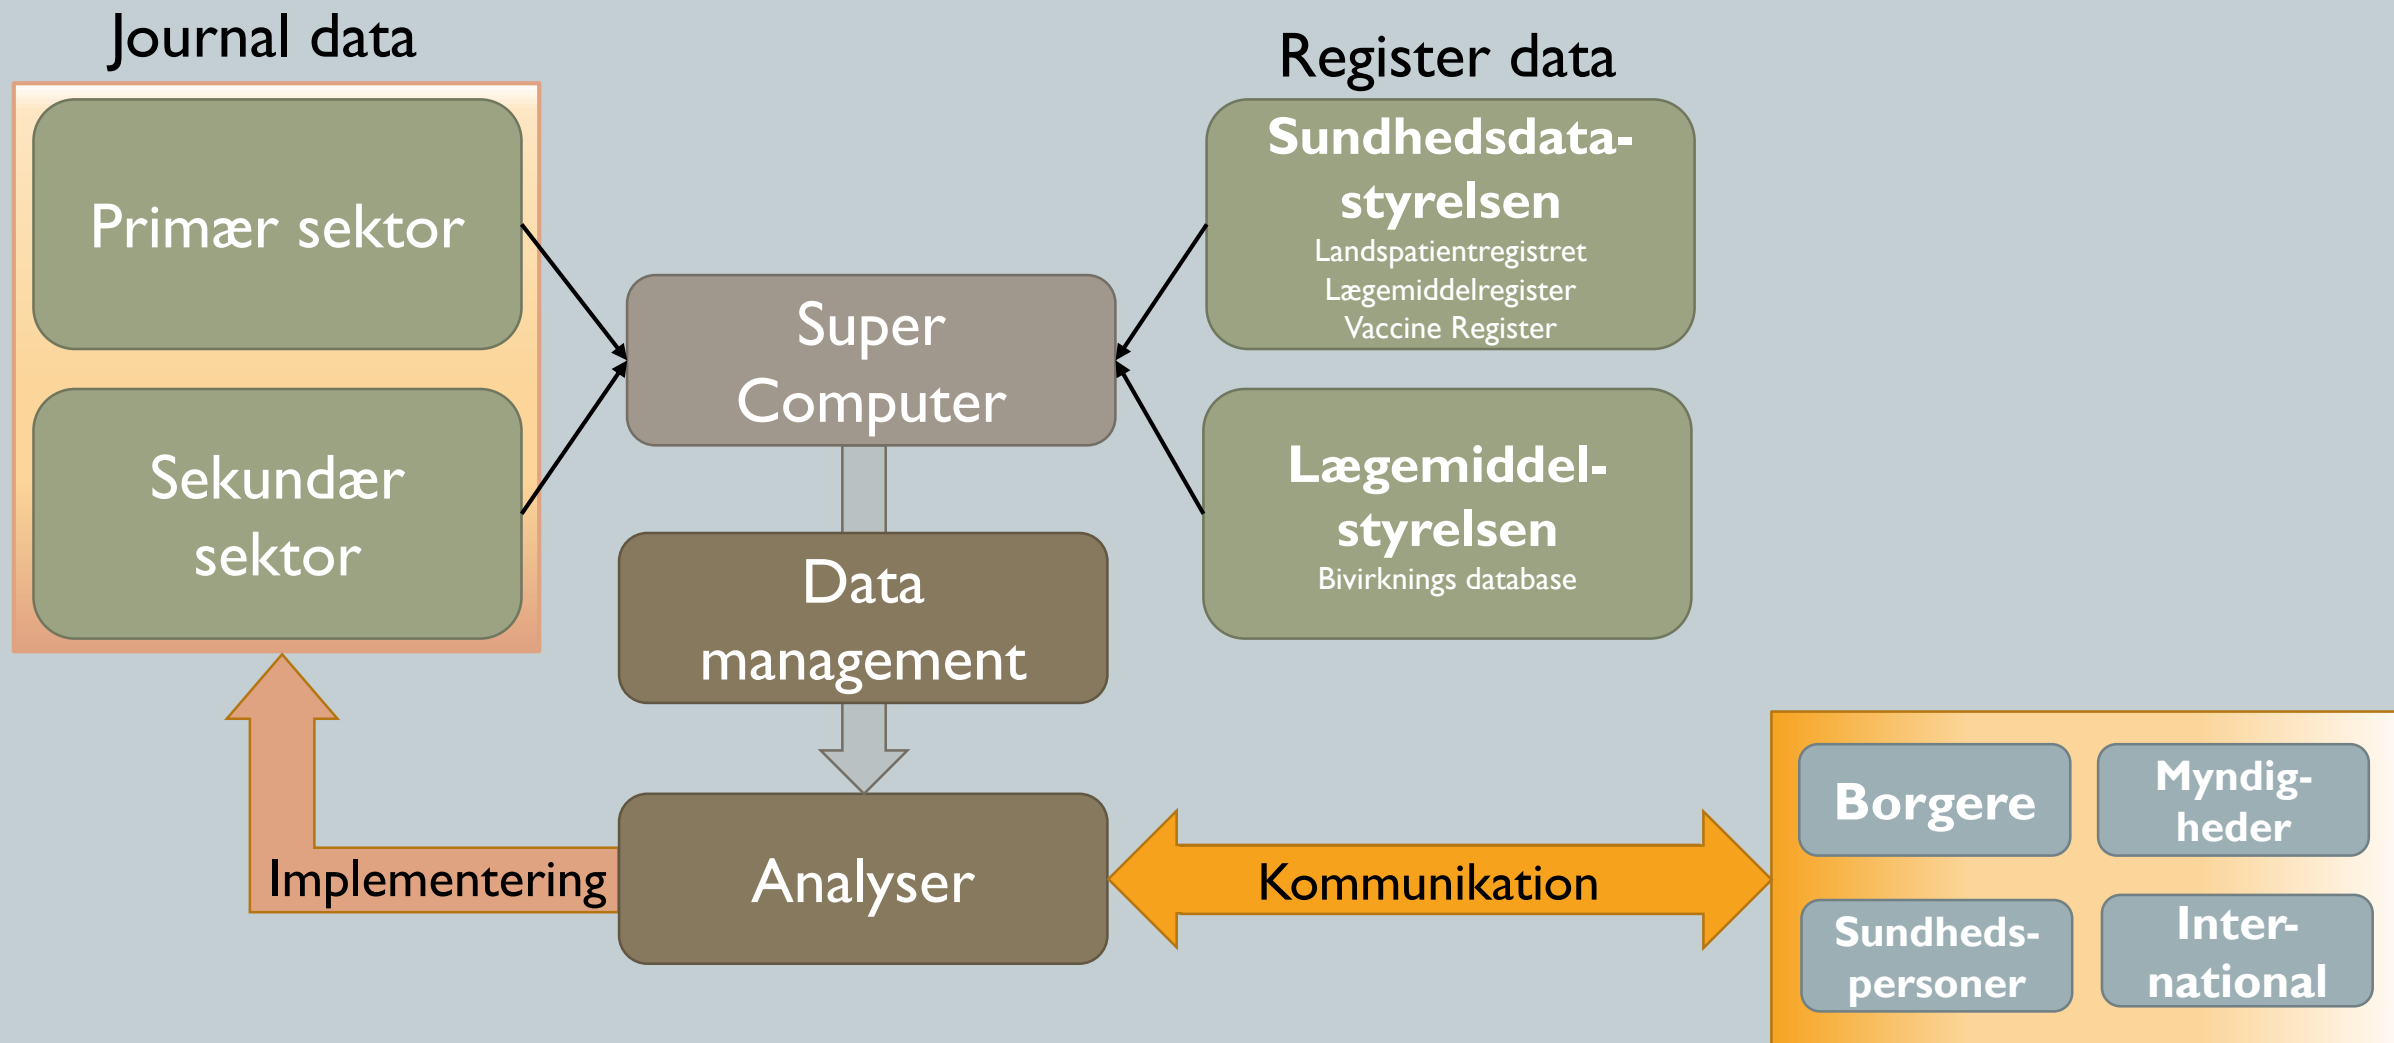 Journal data
Primær sektor
Sekundær
sektor
Super
Computer
Data
management
Analyser
Implementering
Register data
Sundhedsdata-
styrelsen
Landspatientregistret
Lægemiddelregister
Vaccine Register
Lægemiddel-
styrelsen
Bivirknings database
Kommunikation
Borgere
Myndig-
heder
Sundheds-
personer
Inter-
national